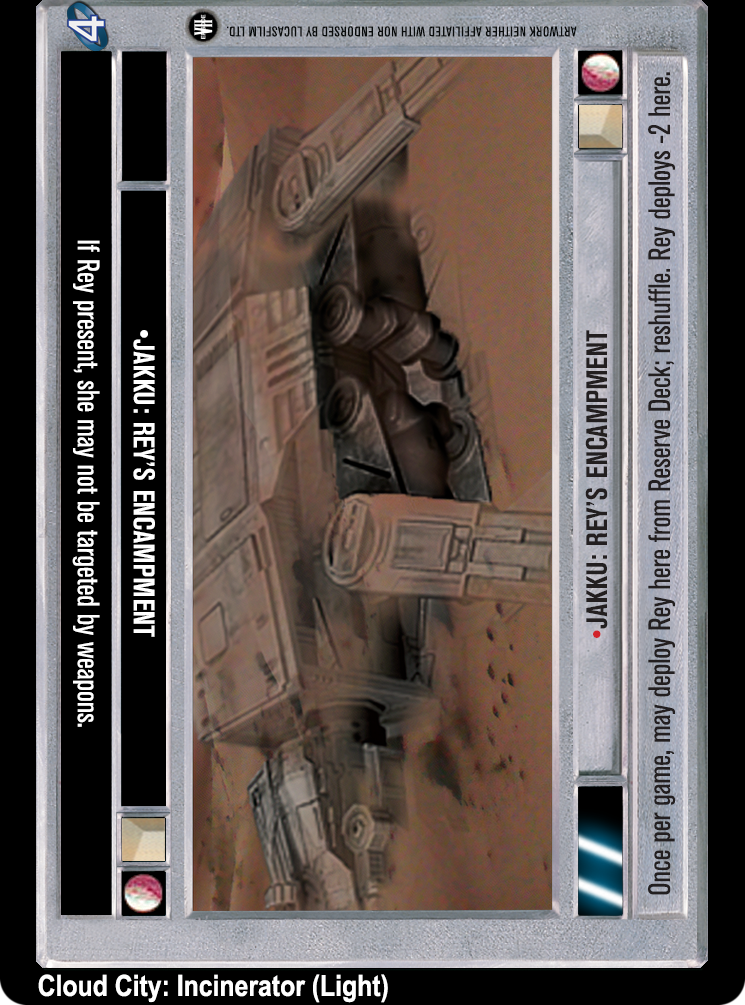 4
ARTWORK NEITHER AFFILIATED WITH NOR ENDORSED BY LUCASFILM LTD.
If Rey present, she may not be targeted by weapons.
•JAKKU: REY'S ENCAMPMENT
•JAKKU: REY'S ENCAMPMENT
Once per game, may deploy Rey here from Reserve Deck; reshuffle. Rey deploys -2 here.
Cloud City: Incinerator (Light)